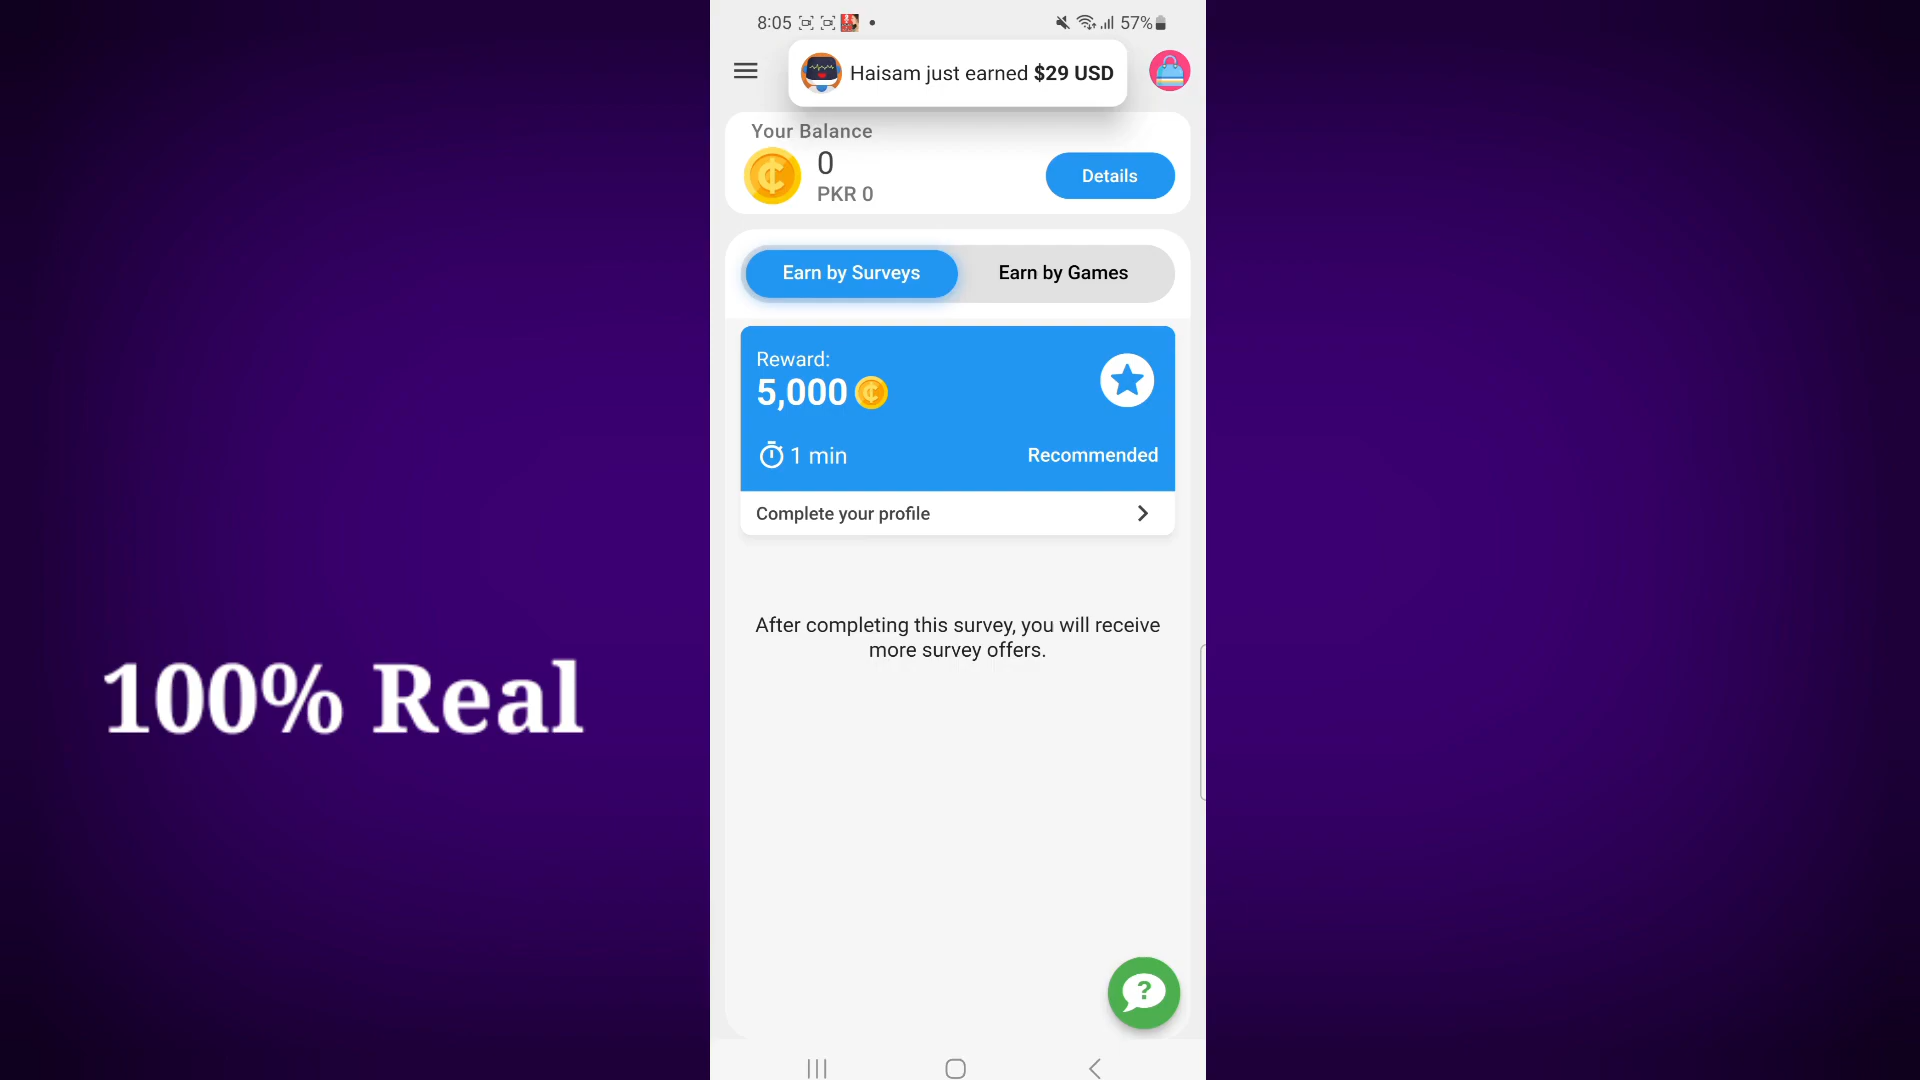 8:05
57%
Haisam just earned $29 USD
Your Balance
0
PKR 0
Details
Earn by Surveys
Earn by Games
Reward:
5,000
1 min
Recommended
Complete your profile
After completing this survey, you will receive
more survey offers.
100% Real
?